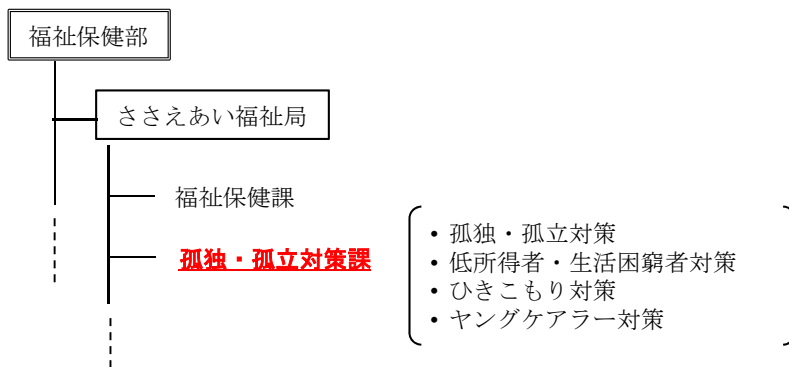 福祉保健部
ささえあい福祉局
福祉保健課
孤独・孤立対策課
• 孤独・孤立対策
• 低所得者・生活困窮者対策
• ひきこもり対策
• ヤングケアラー対策